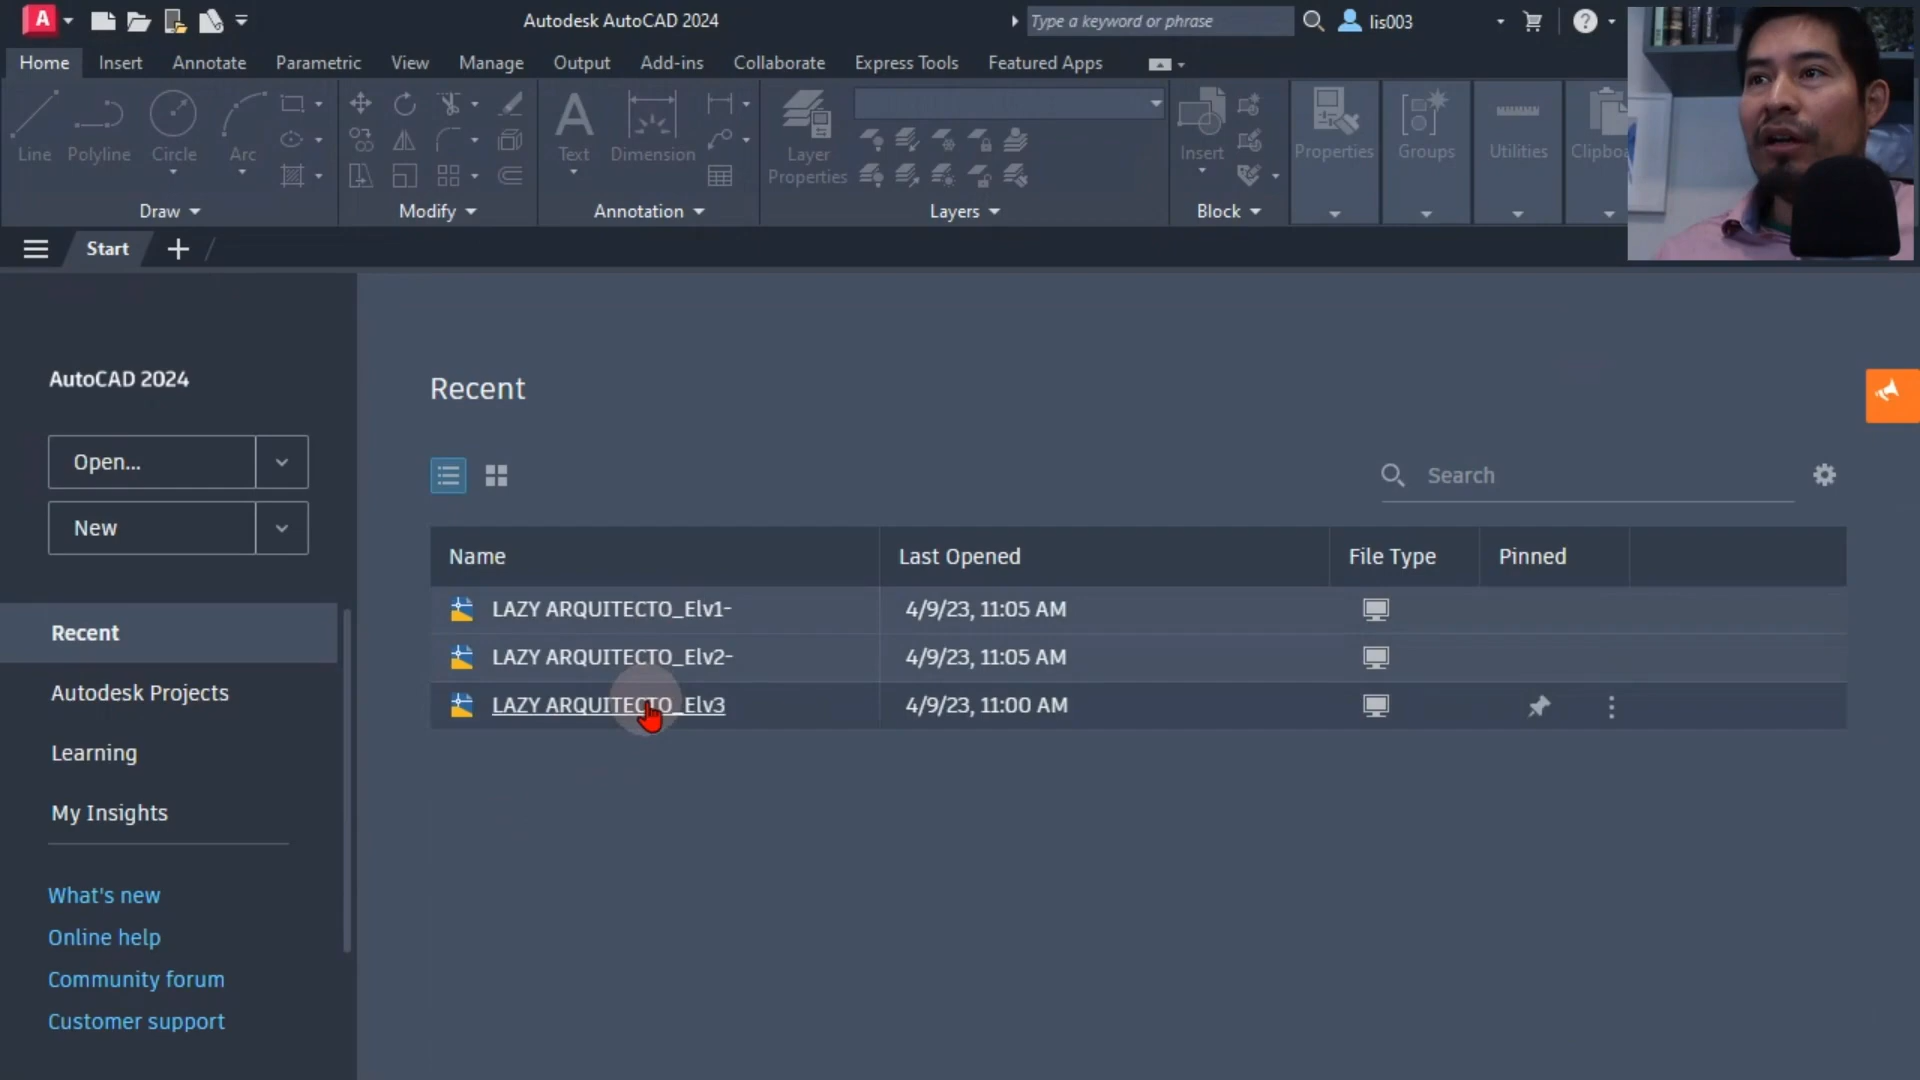 A
Autodesk AutoCAD 2024
Type a keyword or phrase
lis003
Home Insert Annotate Parametric View Manage Output Add-ins Collaborate Express Tools Featured Apps
Line Polyline Circle Arc
A Text Dimension
Layer Properties
Insert
Properties Groups Utilities Clipbo
Draw Modify Annotation Layers Block
Start
AutoCAD 2024
Open...
New
Recent
Autodesk Projects
Learning
My Insights
What's new
Online help
Community forum
Customer support
Recent
Search
Name Last Opened File Type Pinned
LAZY ARQUITECTO_Elv1- 4/9/23, 11:05 AM
LAZY ARQUITECTO_Elv2- 4/9/23, 11:05 AM
LAZY ARQUITECTO_Elv3 4/9/23, 11:00 AM